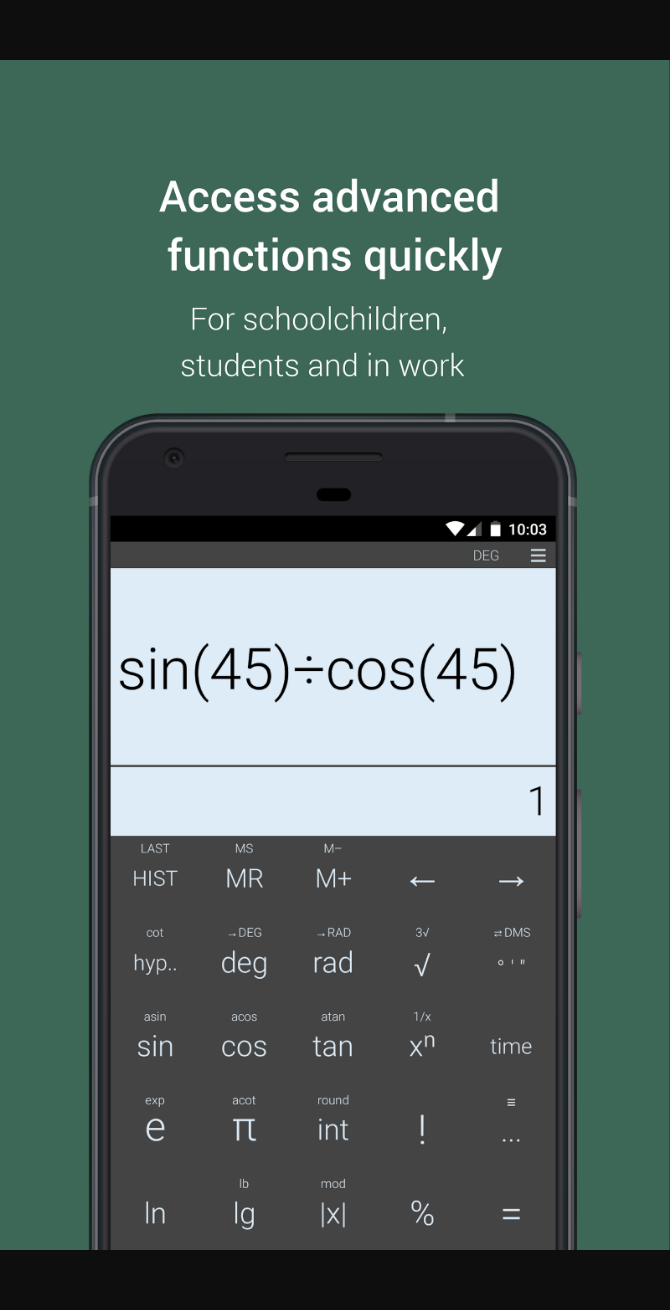 Access advanced
functions quickly
For schoolchildren,
students and in work
10:03
DEG
sin(45)÷cos(45)
1
LAST MS M−
HIST MR M+ ← →
cot →DEG →RAD 3√ ⇄DMS
hyp.. deg rad √ ° ' "
asin acos atan 1/x
sin cos tan xⁿ time
exp acot round ≡
e π int ! ...
lb mod
ln lg |x| % =